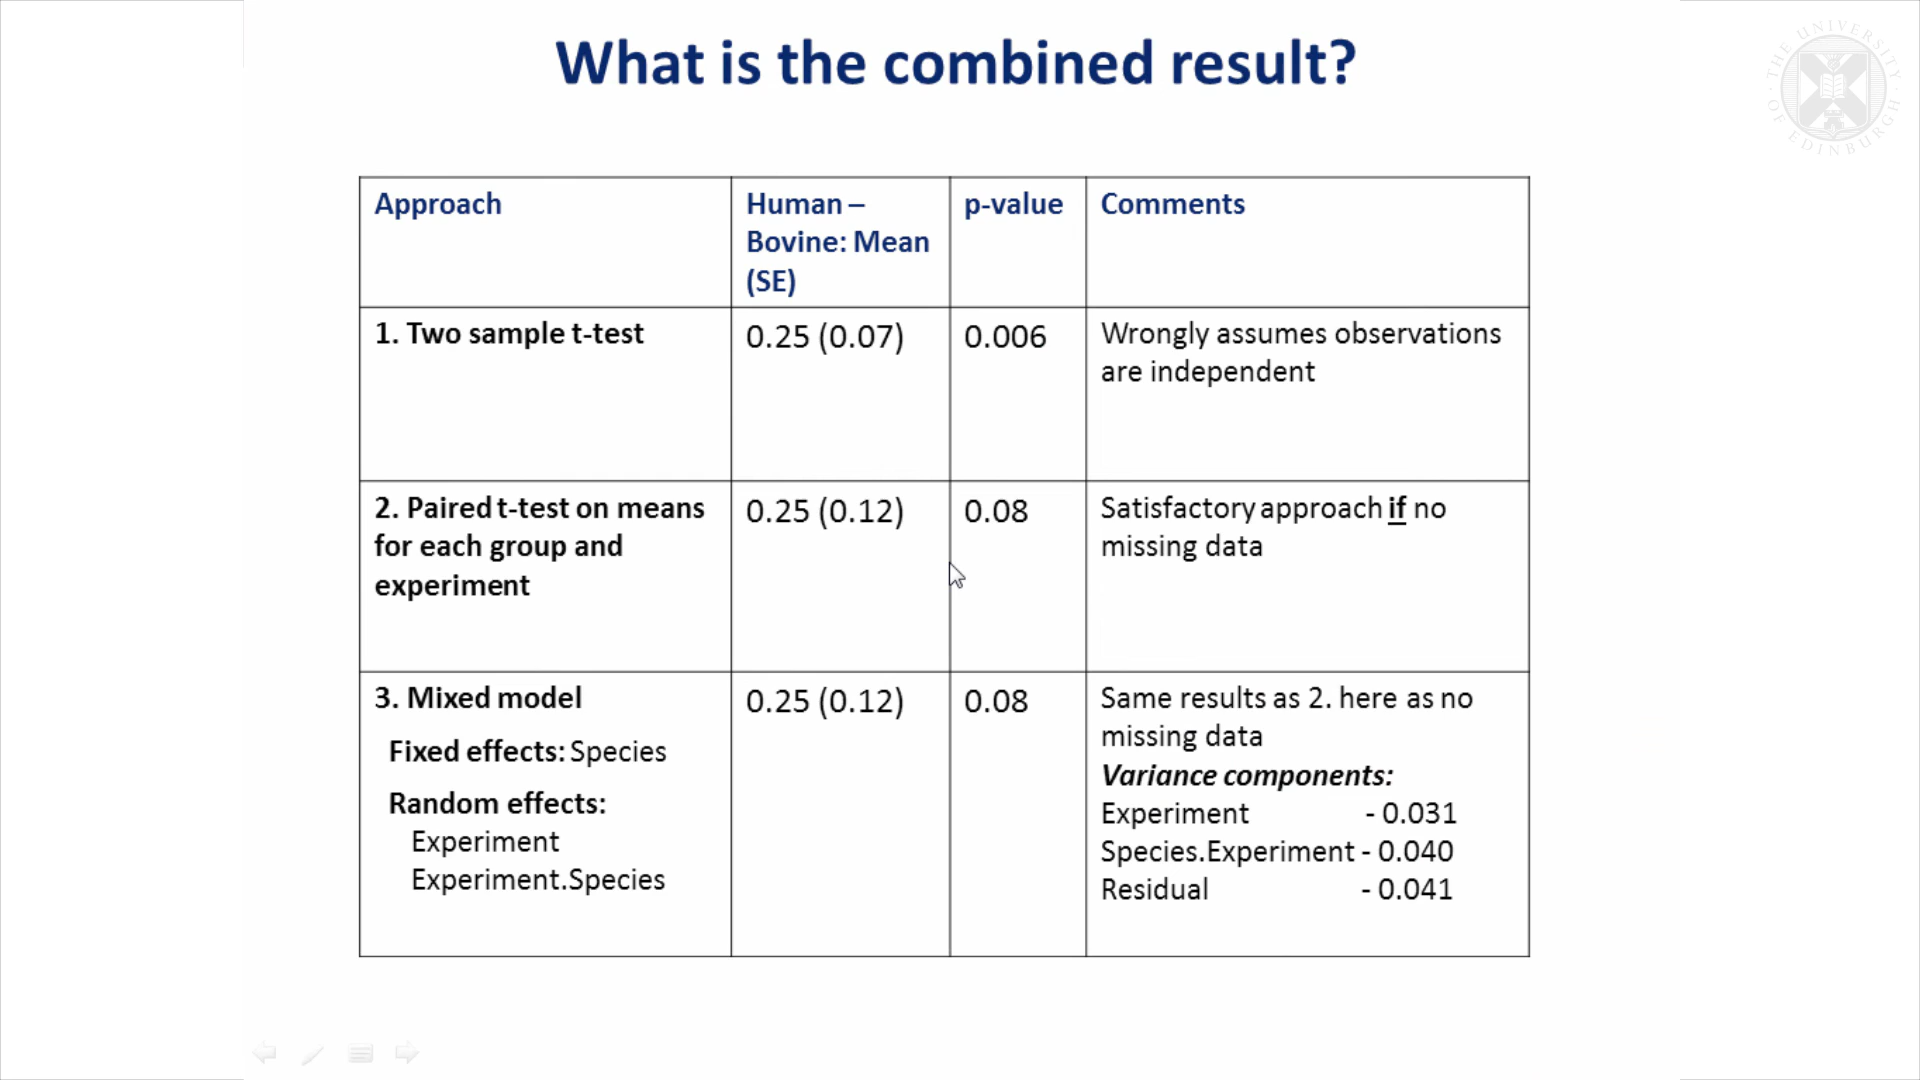 What is the combined result?
THE UNIVERSITY OF EDINBURGH
Approach
Human –
Bovine: Mean
(SE)
p-value
Comments
1. Two sample t-test
0.25 (0.07)
0.006
Wrongly assumes observations
are independent
2. Paired t-test on means
for each group and
experiment
0.25 (0.12)
0.08
Satisfactory approach if no
missing data
3. Mixed model
Fixed effects: Species
Random effects:
Experiment
Experiment.Species
0.25 (0.12)
0.08
Same results as 2. here as no
missing data
Variance components:
Experiment - 0.031
Species.Experiment - 0.040
Residual - 0.041